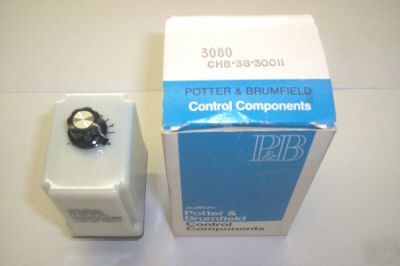 3080
CHB-38-30011
POTTER & BRUMFIELD
Control Components
P&B
Potter &
Brumfield
Control
Components